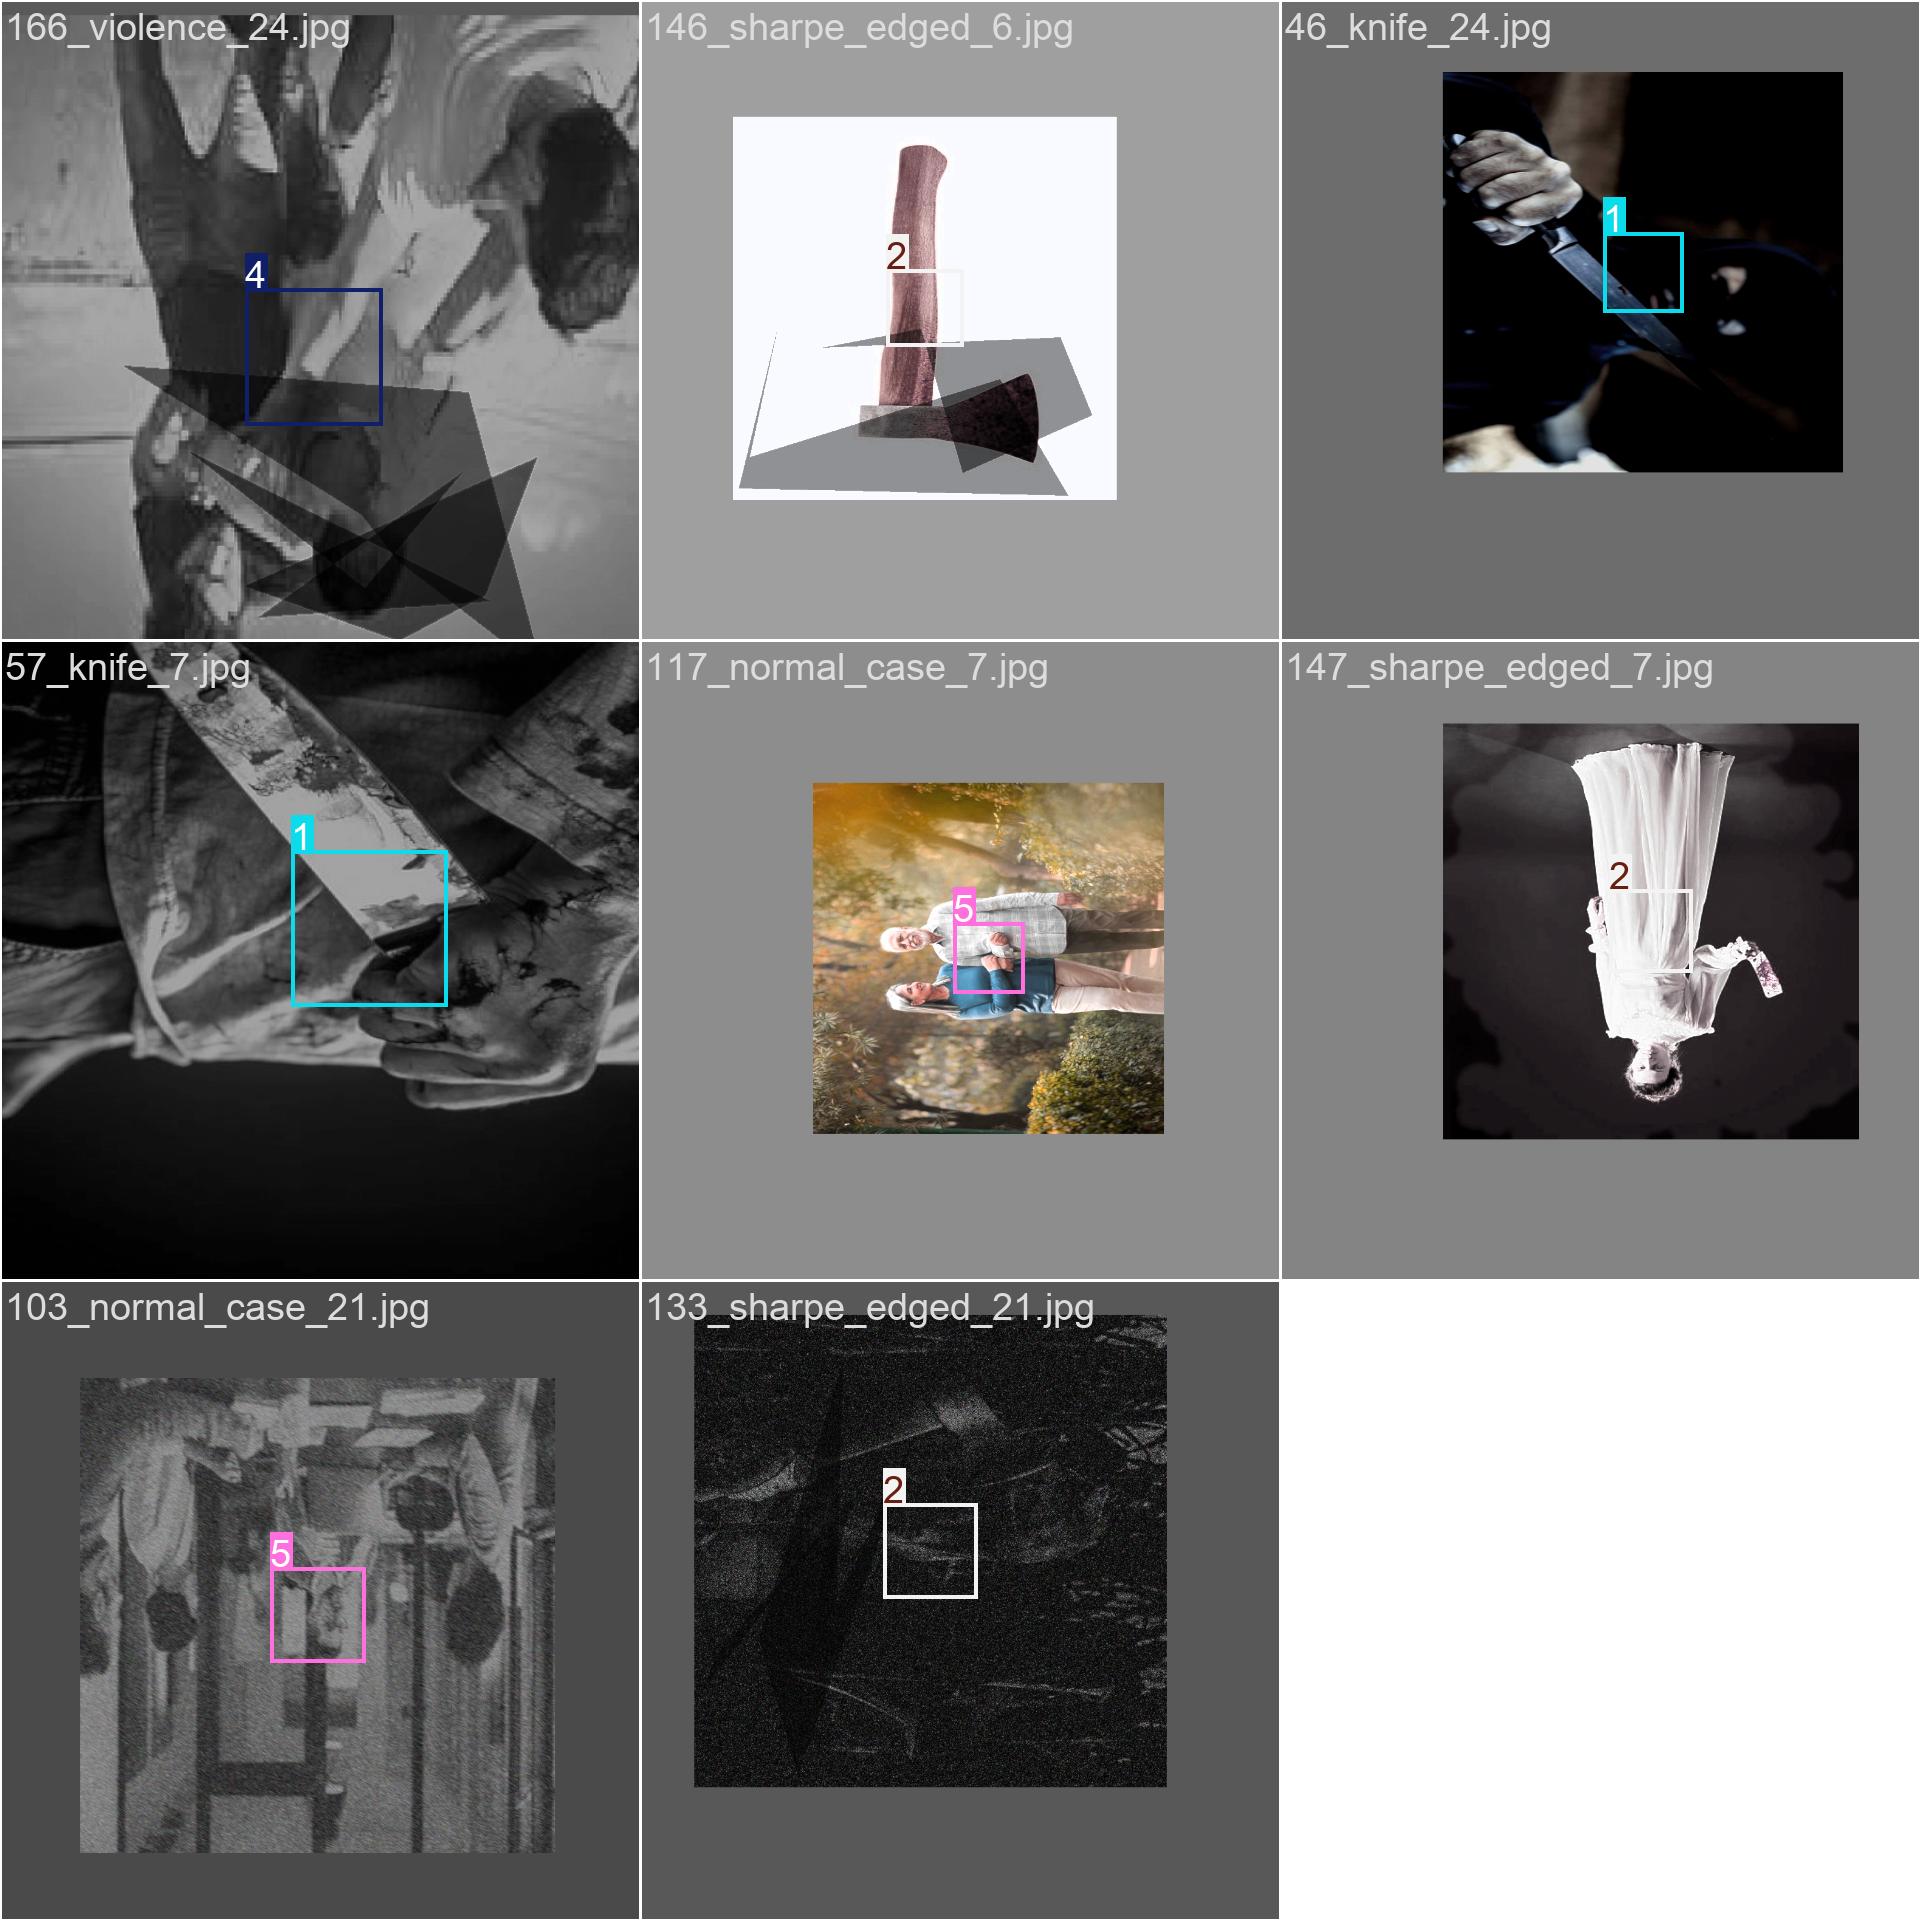 166_violence_24.jpg
146_sharpe_edged_6.jpg
46_knife_24.jpg
4
2
1
57_knife_7.jpg
117_normal_case_7.jpg
147_sharpe_edged_7.jpg
1
5
2
103_normal_case_21.jpg
133_sharpe_edged_21.jpg
5
2